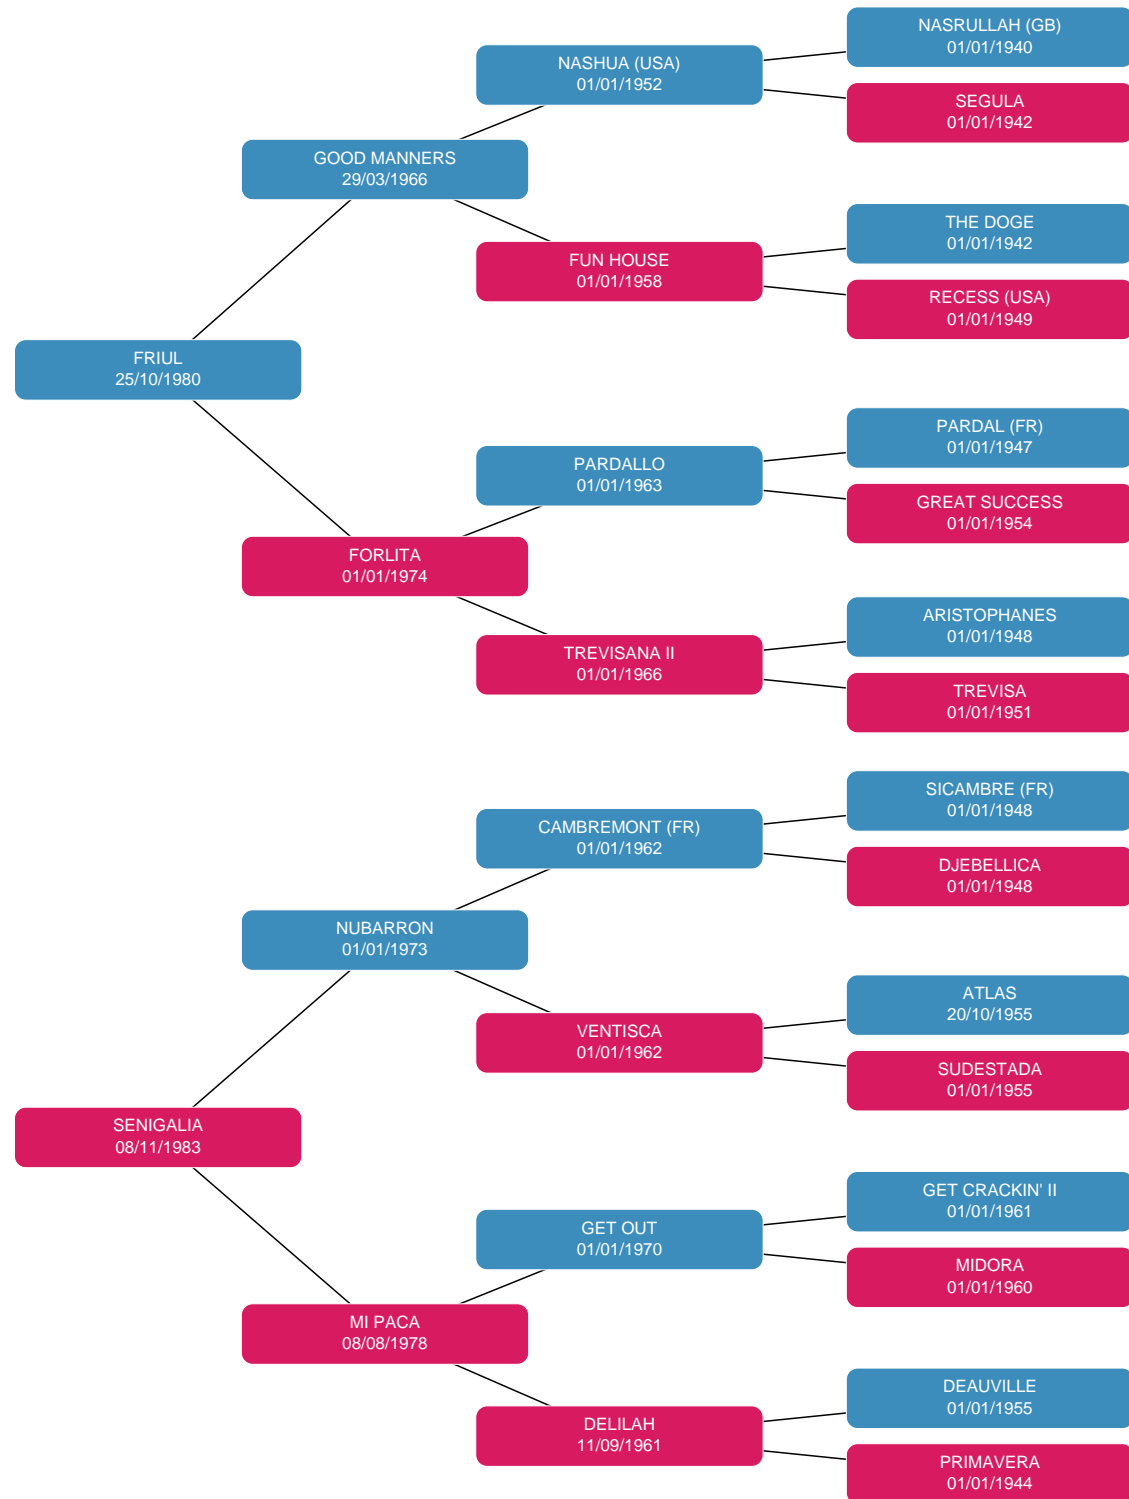 NASRULLAH (GB)
01/01/1940
NASHUA (USA)
01/01/1952
SEGULA
01/01/1942
GOOD MANNERS
29/03/1966
THE DOGE
01/01/1942
FUN HOUSE
01/01/1958
RECESS (USA)
01/01/1949
FRIUL
25/10/1980
PARDAL (FR)
01/01/1947
PARDALLO
01/01/1963
GREAT SUCCESS
01/01/1954
FORLITA
01/01/1974
ARISTOPHANES
01/01/1948
TREVISANA II
01/01/1966
TREVISA
01/01/1951
SICAMBRE (FR)
01/01/1948
CAMBREMONT (FR)
01/01/1962
DJEBELLICA
01/01/1948
NUBARRON
01/01/1973
ATLAS
20/10/1955
VENTISCA
01/01/1962
SUDESTADA
01/01/1955
SENIGALIA
08/11/1983
GET CRACKIN' II
01/01/1961
GET OUT
01/01/1970
MIDORA
01/01/1960
MI PACA
08/08/1978
DEAUVILLE
01/01/1955
DELILAH
11/09/1961
PRIMAVERA
01/01/1944